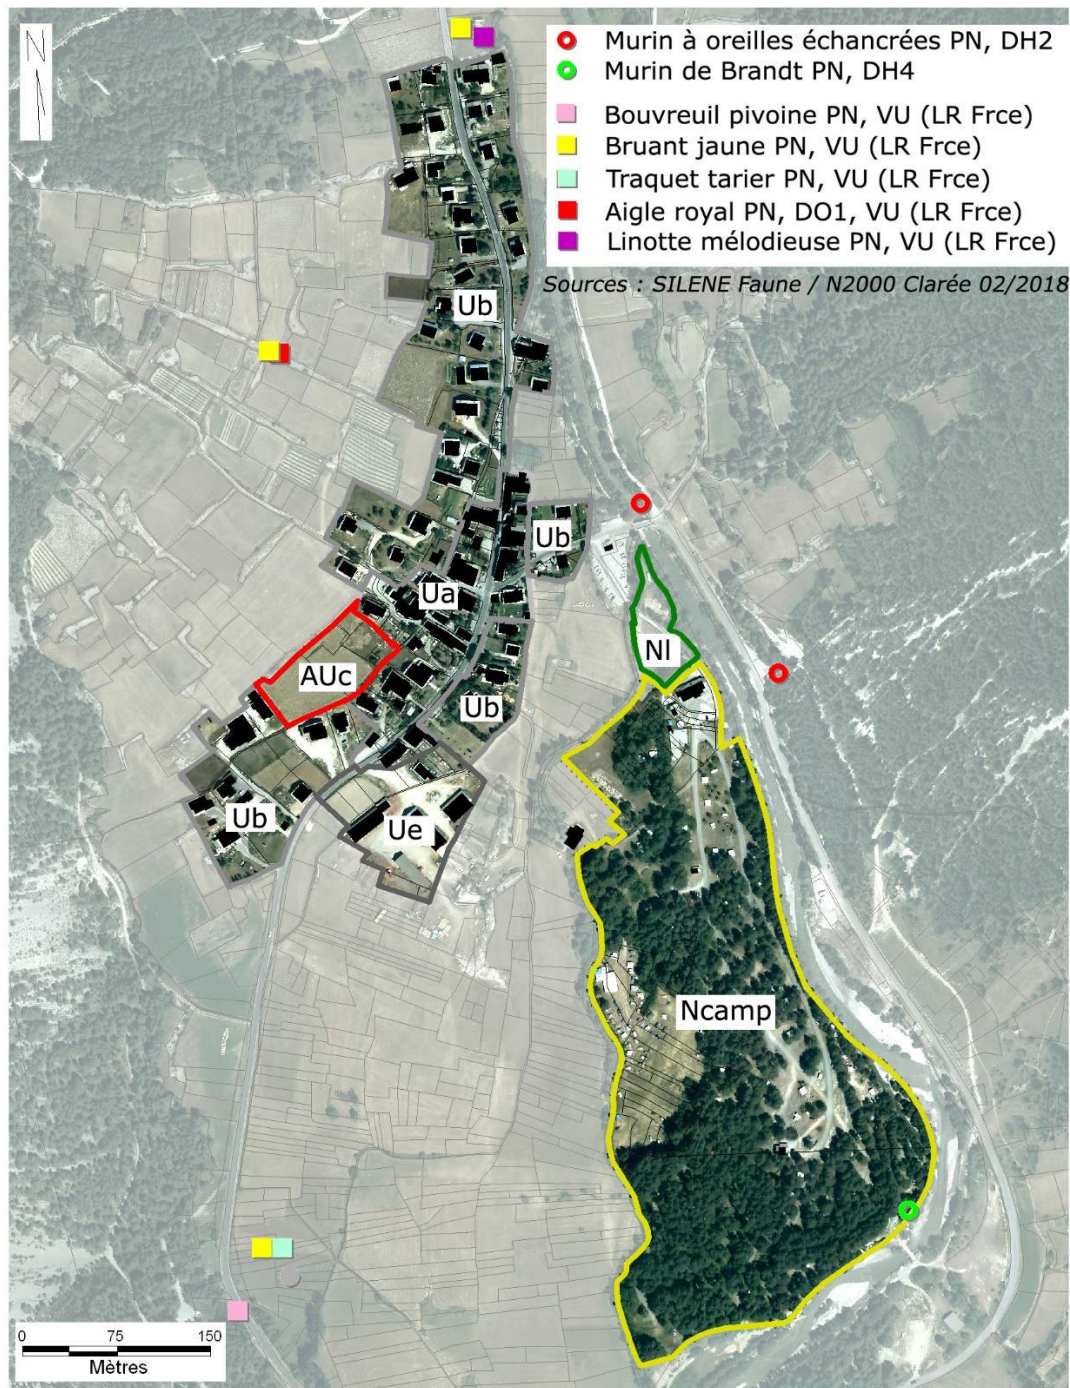 N
Murin à oreilles échancrées PN, DH2
Murin de Brandt PN, DH4
Bouvreuil pivoine PN, VU (LR Frce)
Bruant jaune PN, VU (LR Frce)
Traquet tarier PN, VU (LR Frce)
Aigle royal PN, DO1, VU (LR Frce)
Linotte mélodieuse PN, VU (LR Frce)
Sources : SILENE Faune / N2000 Clarée 02/2018
Ub
Ub
Ua
Nl
AUc
Ub
Ub
Ue
Ncamp
0 75 150
Mètres